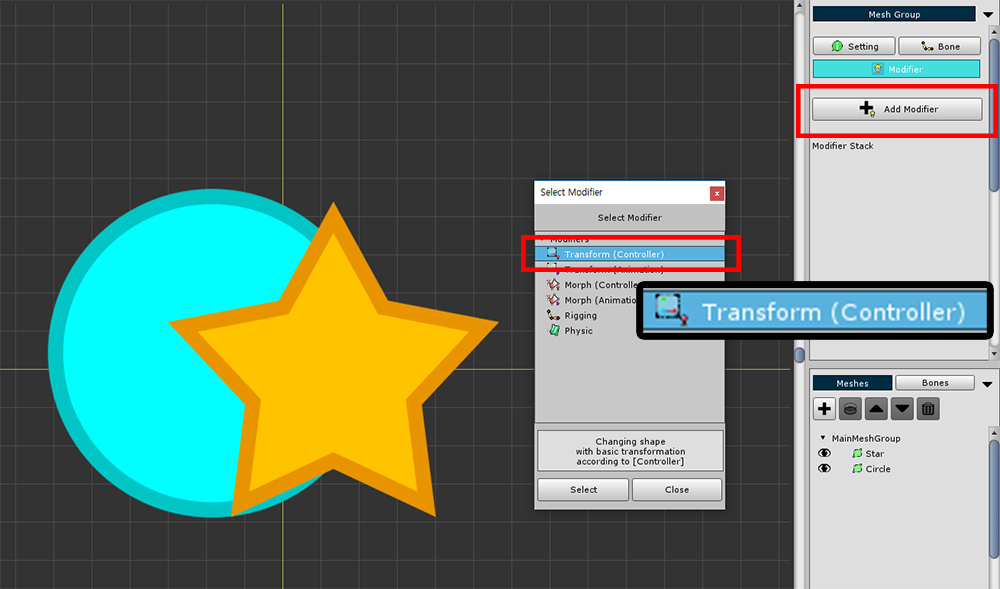 Mesh Group
Setting
Bone
Modifier
Add Modifier
Modifier Stack
Select Modifier
Select Modifier
Modifiers
Transform (Controller)
Transform (Animation)
Morph (Controlle
Morph (Animatio
Rigging
Physic
Transform (Controller)
Changing shape
with basic transformation
according to [Controller]
Select
Close
Meshes
Bones
MainMeshGroup
Star
Circle